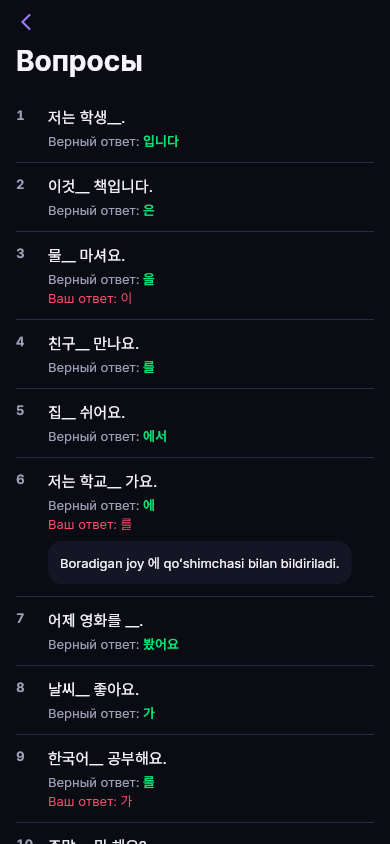 Вопросы
1 저는 학생__.
Верный ответ: 입니다
2 이것__ 책입니다.
Верный ответ: 은
3 물__ 마셔요.
Верный ответ: 을
Ваш ответ: 이
4 친구__ 만나요.
Верный ответ: 를
5 집__ 쉬어요.
Верный ответ: 에서
6 저는 학교__ 가요.
Верный ответ: 에
Ваш ответ: 를
Boradigan joy 에 qo‘shimchasi bilan bildiriladi.
7 어제 영화를 __.
Верный ответ: 봤어요
8 날씨__ 좋아요.
Верный ответ: 가
9 한국어__ 공부해요.
Верный ответ: 를
Ваш ответ: 가
10